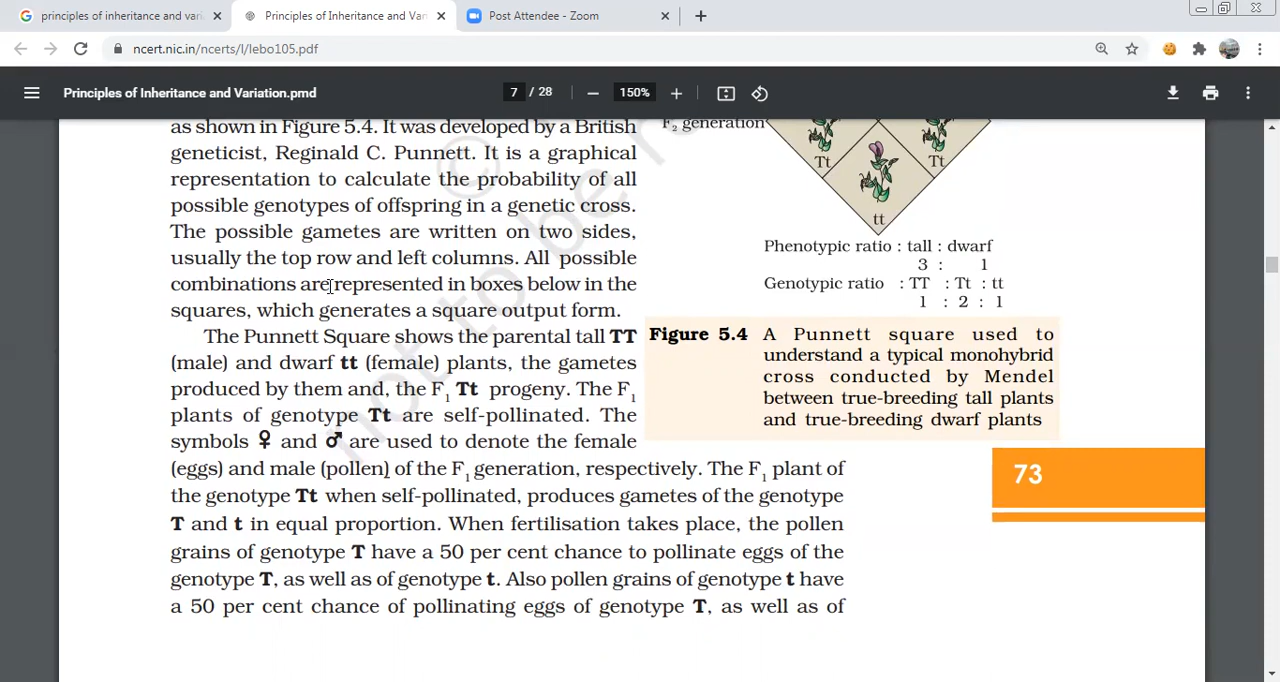 principles of inheritance and vari
Principles of Inheritance and Var
Post Attendee - Zoom
ncert.nic.in/ncerts/l/lebo105.pdf
Principles of Inheritance and Variation.pmd
7 / 28
150%
as shown in Figure 5.4. It was developed by a British
geneticist, Reginald C. Punnett. It is a graphical
representation to calculate the probability of all
possible genotypes of offspring in a genetic cross.
The possible gametes are written on two sides,
usually the top row and left columns. All possible
combinations are represented in boxes below in the
squares, which generates a square output form.
The Punnett Square shows the parental tall TT
(male) and dwarf tt (female) plants, the gametes
produced by them and, the F1 Tt progeny. The F1
plants of genotype Tt are self-pollinated. The
symbols ♀ and ♂ are used to denote the female
(eggs) and male (pollen) of the F1 generation, respectively. The F1 plant of
the genotype Tt when self-pollinated, produces gametes of the genotype
T and t in equal proportion. When fertilisation takes place, the pollen
grains of genotype T have a 50 per cent chance to pollinate eggs of the
genotype T, as well as of genotype t. Also pollen grains of genotype t have
a 50 per cent chance of pollinating eggs of genotype T, as well as of
F2 generation
Tt
Tt
tt
Phenotypic ratio : tall : dwarf
3 : 1
Genotypic ratio : TT : Tt : tt
1 : 2 : 1
Figure 5.4 A Punnett square used to
understand a typical monohybrid
cross conducted by Mendel
between true-breeding tall plants
and true-breeding dwarf plants
73
©
not to be re